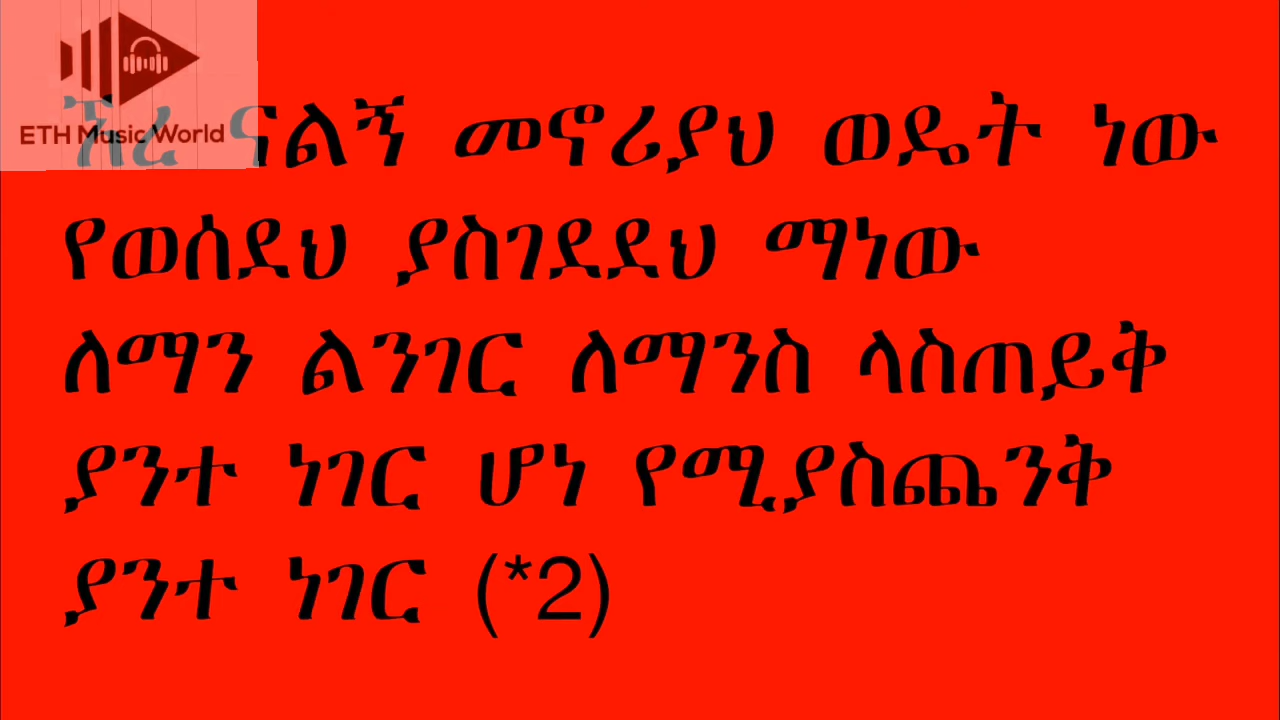 ETH Music World
ኧረ ናልኝ መኖሪያህ ወዴት ነው
የወሰደህ ያስገደደህ ማነው
ለማን ልንገር ለማንስ ላስጠይቅ
ያንተ ነገር ሆነ የሚያስጨንቅ
ያንተ ነገር (*2)